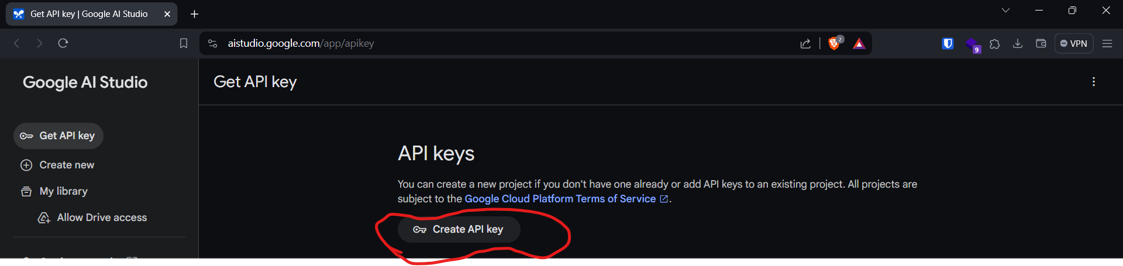 Get API key | Google AI Studio
aistudio.google.com/app/apikey
2
9
VPN
Google AI Studio
Get API key
Get API key
Create new
My library
Allow Drive access
API keys
You can create a new project if you don't have one already or add API keys to an existing project. All projects are
subject to the Google Cloud Platform Terms of Service.
Create API key